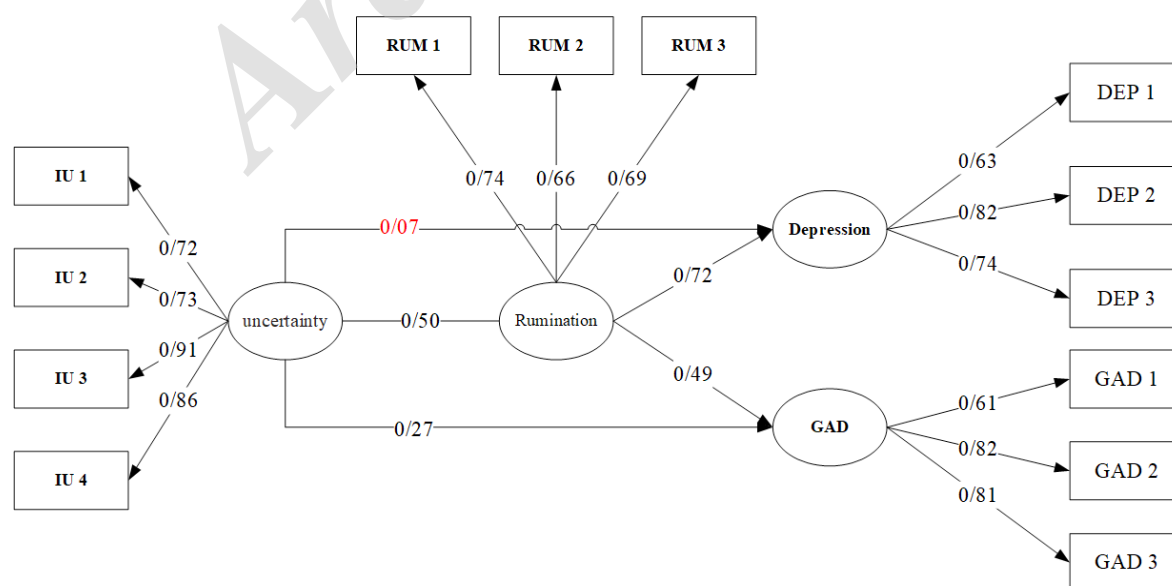 RUM 1
RUM 2
RUM 3
DEP 1
IU 1
0/74
0/66
0/69
0/63
DEP 2
0/82
0/07
Depression
0/72
IU 2
0/72
0/74
DEP 3
0/73
uncertainty
0/50
Rumination
0/91
IU 3
0/49
GAD 1
0/86
0/61
0/27
GAD
0/82
GAD 2
IU 4
0/81
GAD 3